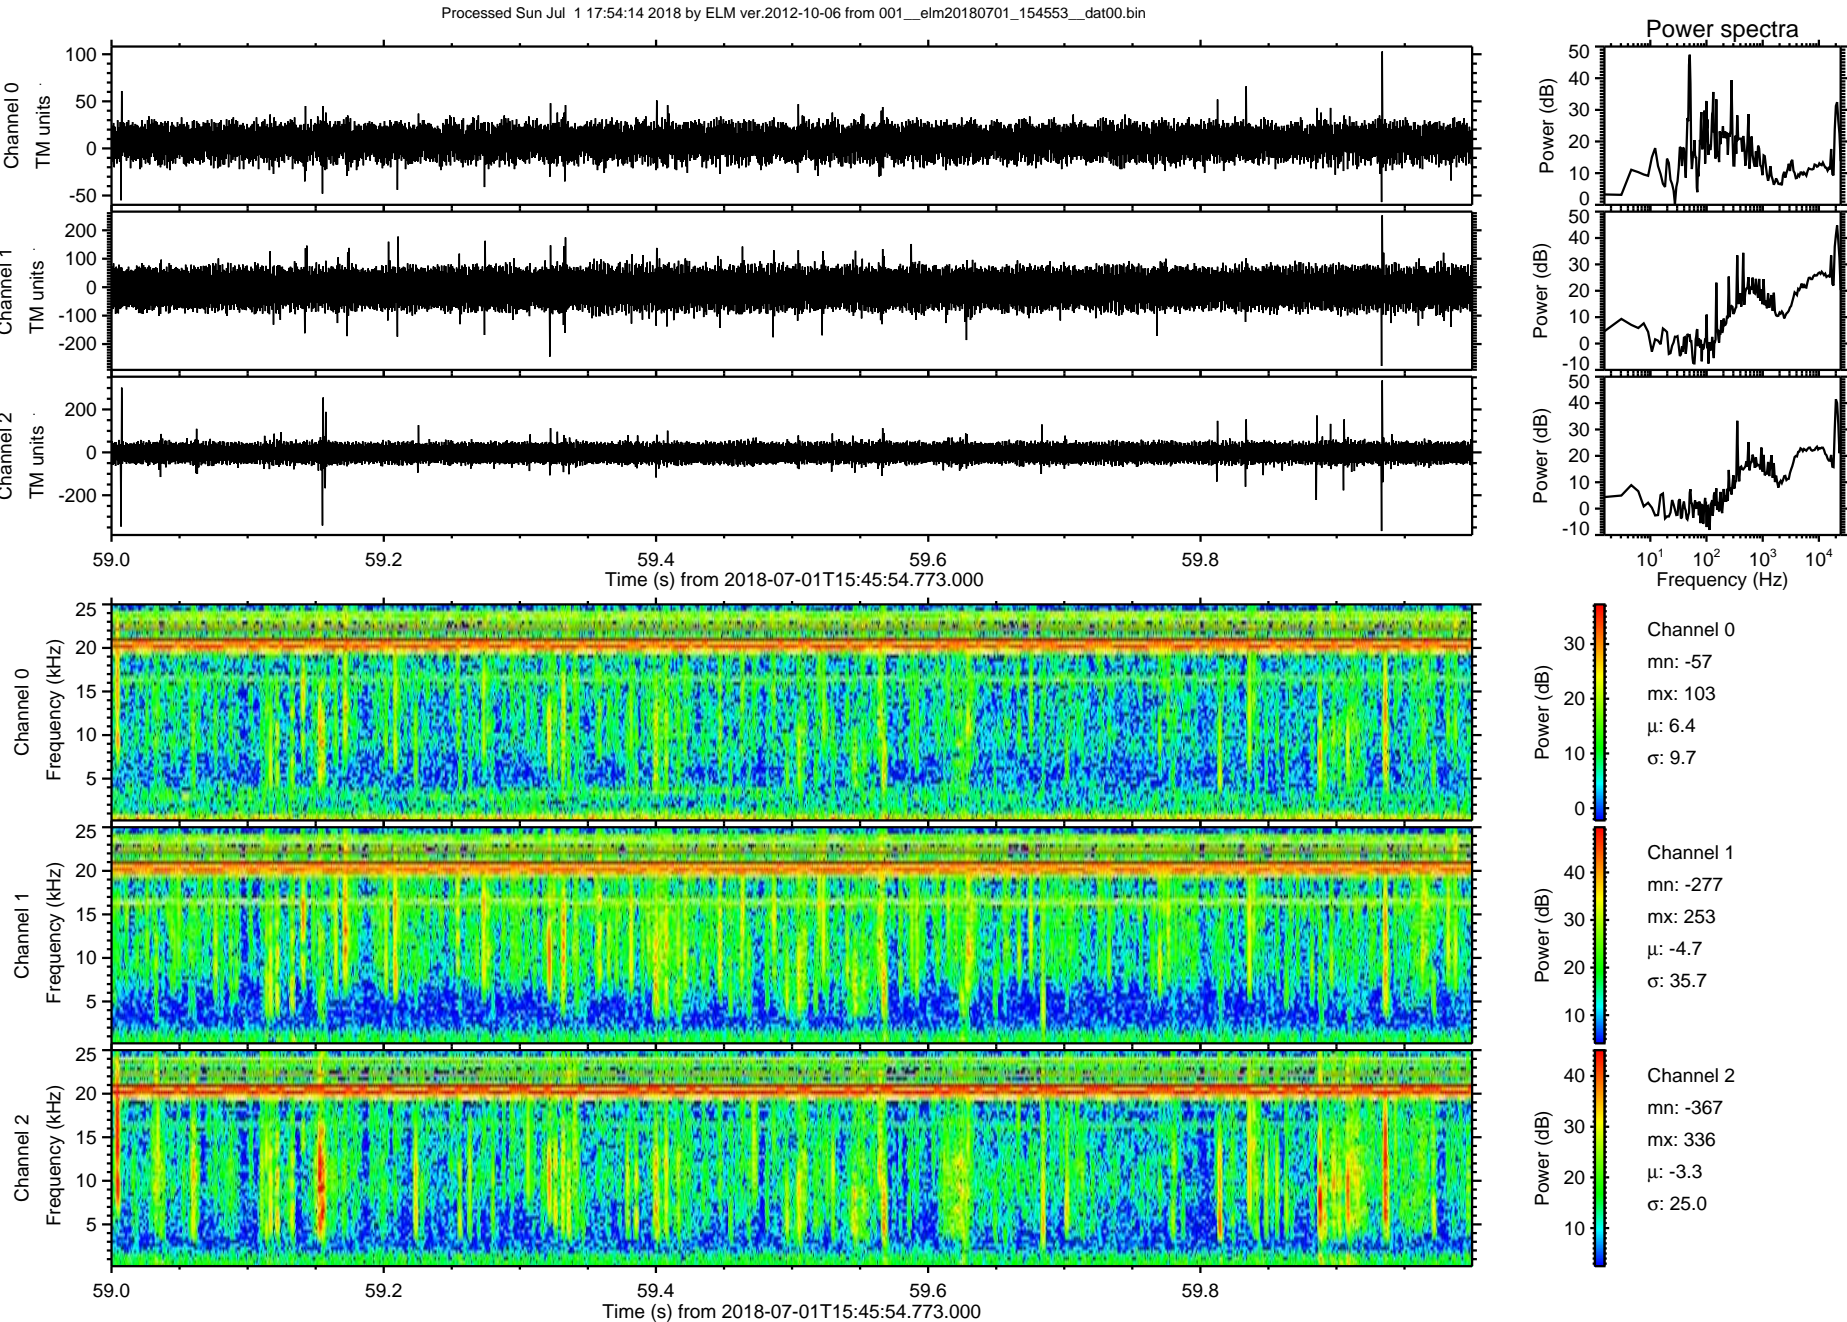 Processed Sun Jul 1 17:54:14 2018 by ELM ver.2012-10-06 from 001__elm20180701_154553__dat00.bin
Power spectra
Channel 0
TM units
100
50
0
-50
Power (dB)
50
40
30
20
10
0
Channel 1
TM units
200
100
0
-100
-200
Power (dB)
50
40
30
20
10
0
-10
Channel 2
TM units
200
0
-200
Power (dB)
50
40
30
20
10
0
-10
59.0 59.2 59.4 59.6 59.8
Time (s) from 2018-07-01T15:45:54.773.000
10¹ 10² 10³ 10⁴
Frequency (Hz)
Channel 0
Frequency (kHz)
25
20
15
10
5
Power (dB)
30
20
10
0
Channel 0
mn: -57
mx: 103
μ: 6.4
σ: 9.7
Channel 1
Frequency (kHz)
25
20
15
10
5
Power (dB)
40
30
20
10
Channel 1
mn: -277
mx: 253
μ: -4.7
σ: 35.7
Channel 2
Frequency (kHz)
25
20
15
10
5
Power (dB)
40
30
20
10
Channel 2
mn: -367
mx: 336
μ: -3.3
σ: 25.0
59.0 59.2 59.4 59.6 59.8
Time (s) from 2018-07-01T15:45:54.773.000